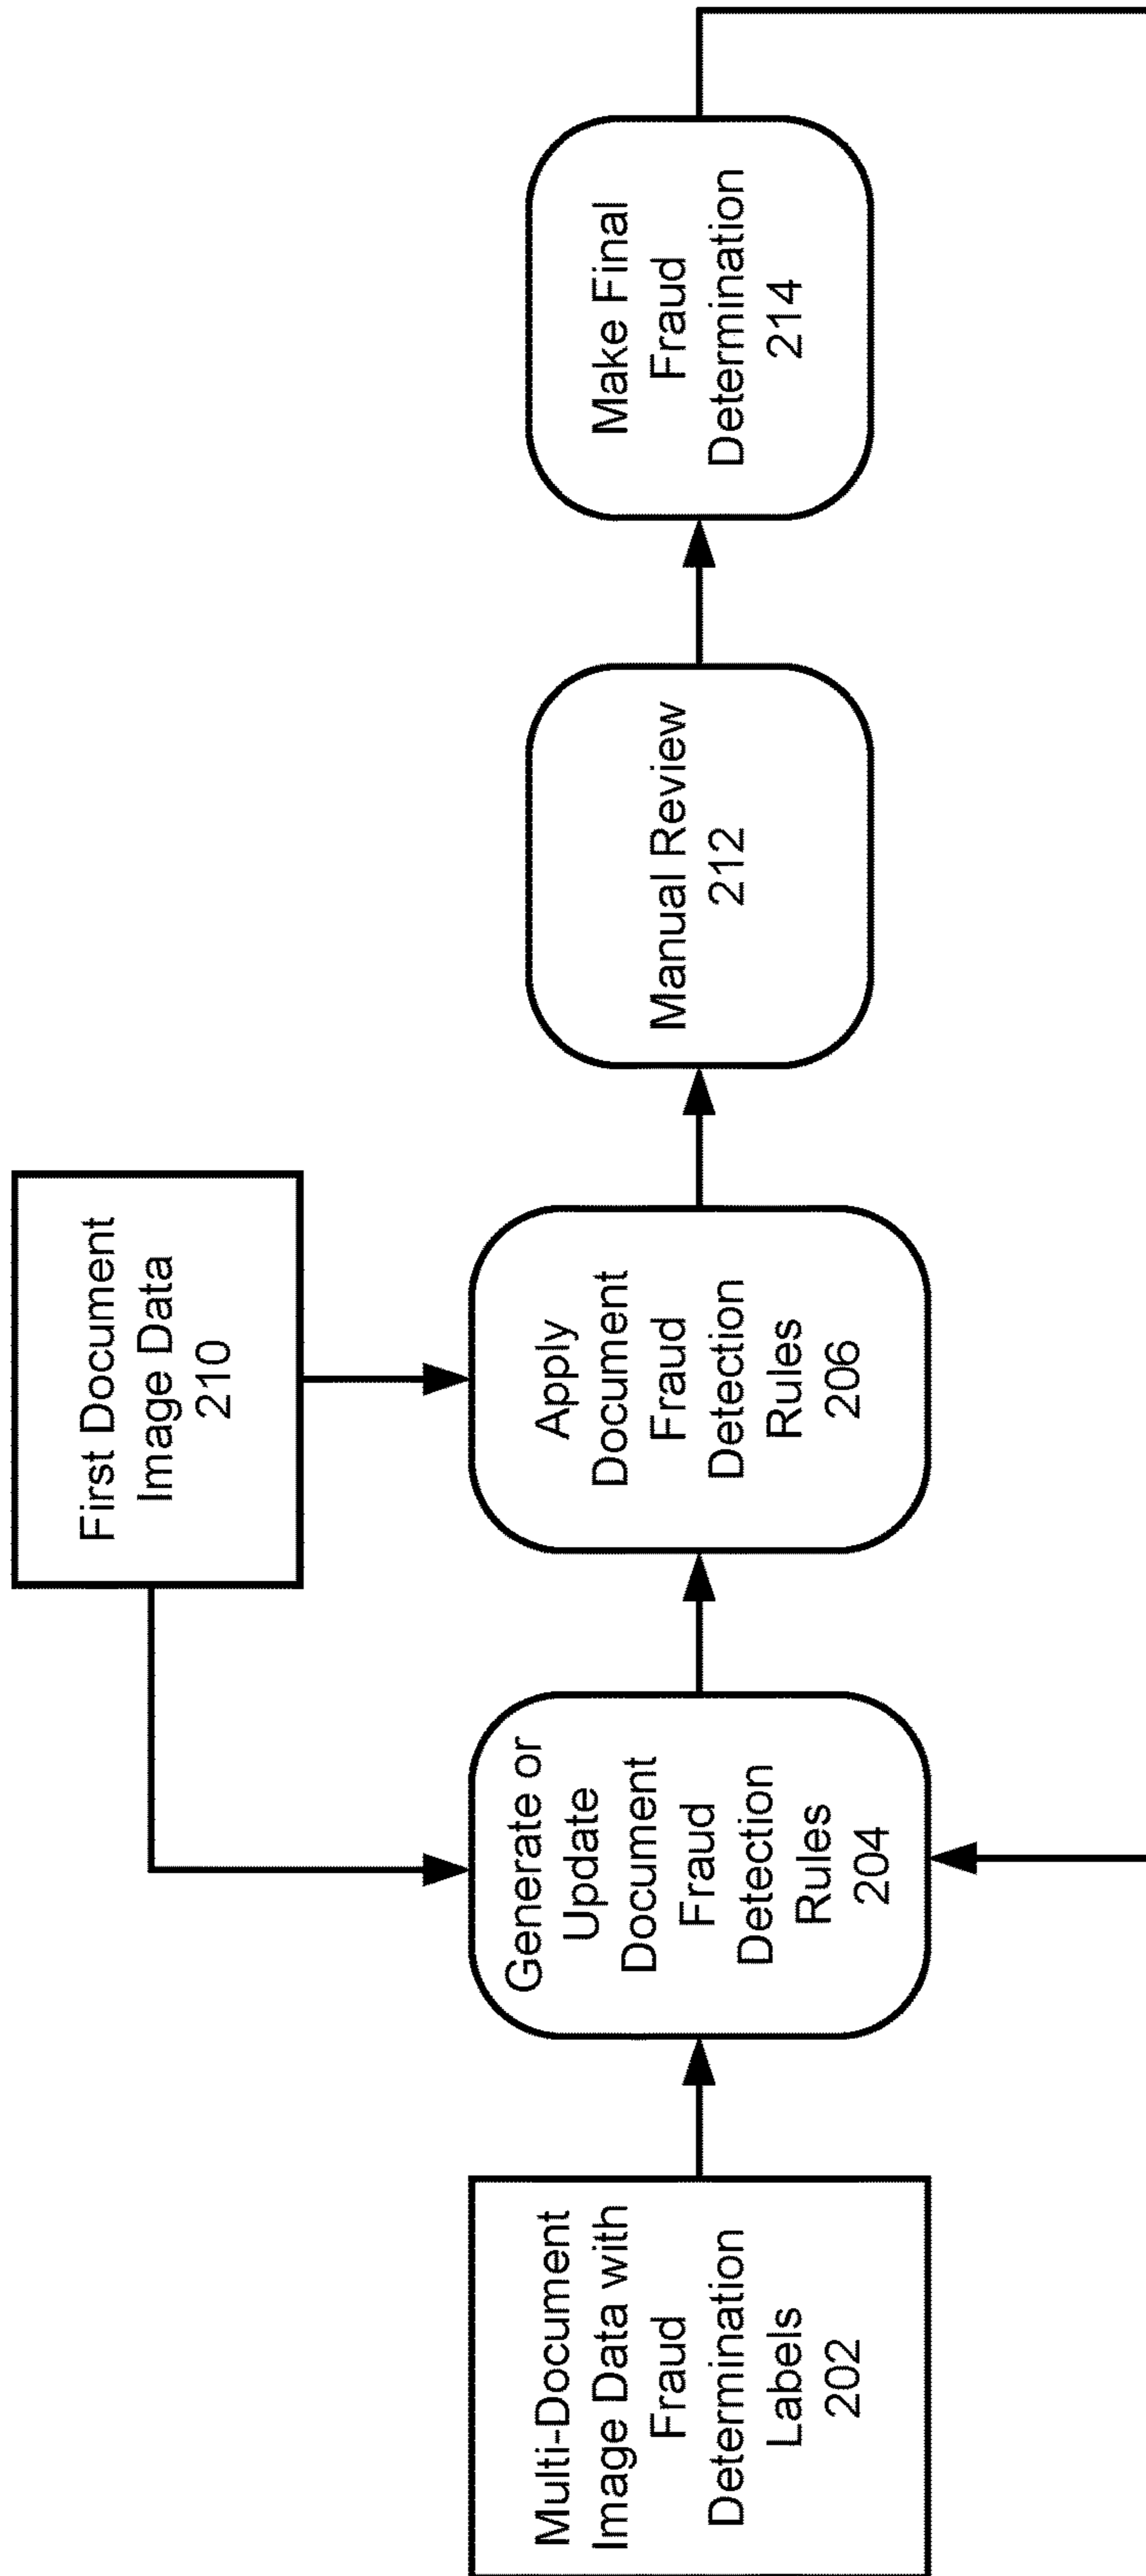 First Document
Image Data
210
Multi-Document
Image Data with
Fraud
Determination
Labels
202
Generate or
Update
Document
Fraud
Detection
Rules
204
Apply
Document
Fraud
Detection
Rules
206
Manual Review
212
Make Final
Fraud
Determination
214